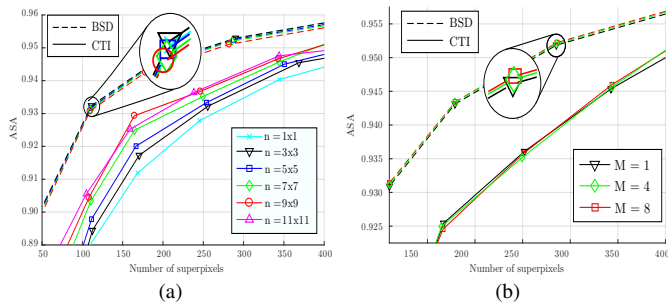 BSD
CTI
0.96
0.95
0.94
0.93
0.92
0.91
0.90
0.89
ASA
50
100
150
200
250
300
350
400
Number of superpixels
n =1x1
n =3x3
n =5x5
n =7x7
n =9x9
n =11x11
(a)
BSD
CTI
0.955
0.950
0.945
0.940
0.935
0.930
0.925
ASA
150
200
250
300
350
400
Number of superpixels
M = 1
M = 4
M = 8
(b)